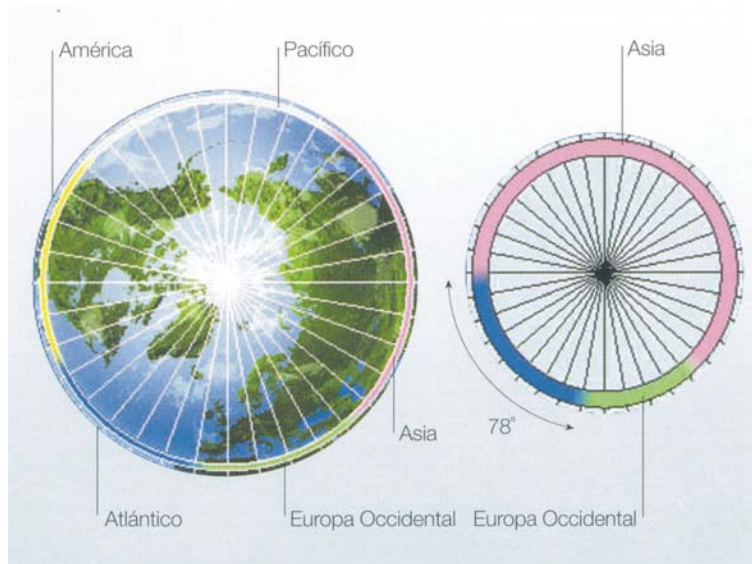 América
Pacífico
Asia
78°
Asia
Atlántico
Europa Occidental
Europa Occidental